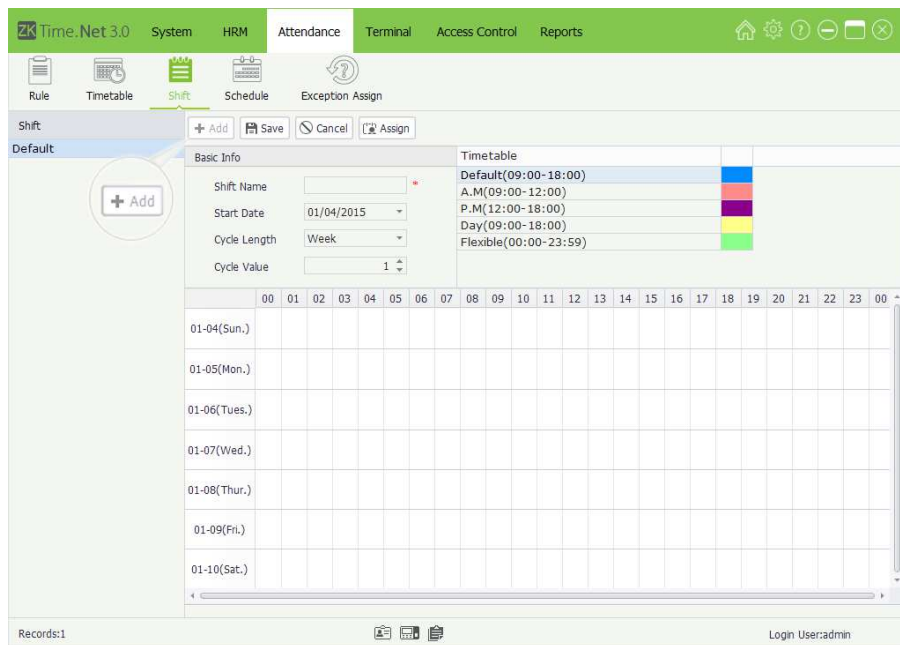 ZK Time.Net 3.0 System HRM Attendance Terminal Access Control Reports
Rule Timetable Shift Schedule Exception Assign
Shift
Default
+ Add
+ Add Save Cancel Assign
Basic Info
Shift Name *
Start Date 01/04/2015
Cycle Length Week
Cycle Value 1
Timetable
Default(09:00-18:00)
A.M(09:00-12:00)
P.M(12:00-18:00)
Day(09:00-18:00)
Flexible(00:00-23:59)
00 01 02 03 04 05 06 07 08 09 10 11 12 13 14 15 16 17 18 19 20 21 22 23 00
01-04(Sun.)
01-05(Mon.)
01-06(Tues.)
01-07(Wed.)
01-08(Thur.)
01-09(Fri.)
01-10(Sat.)
Records:1 Login User:admin